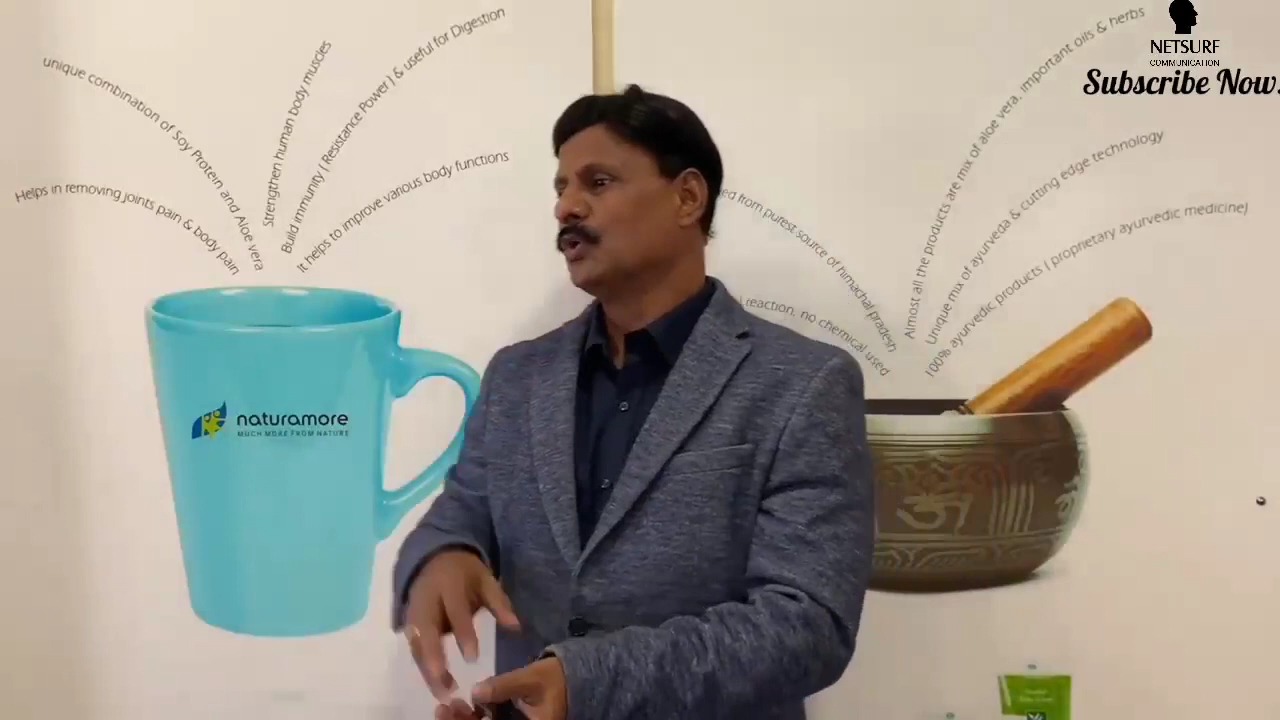 NETSURF
COMMUNICATION
Subscribe Now.
unique combination of Soy Protein and Aloe vera
Strengthen human body muscles
Build immunity ( Resistance Power ) & useful for Digestion
Helps in removing joints pain & body pain
It helps to improve various body functions
from purest source of himachal pradesh
reaction, no chemical used
Almost all the products are mix of aloe vera, important oils & herbs
Unique mix of ayurveda & cutting edge technology
100% ayurvedic products ( proprietary ayurvedic medicine)
naturamore
MUCH MORE FROM NATURE